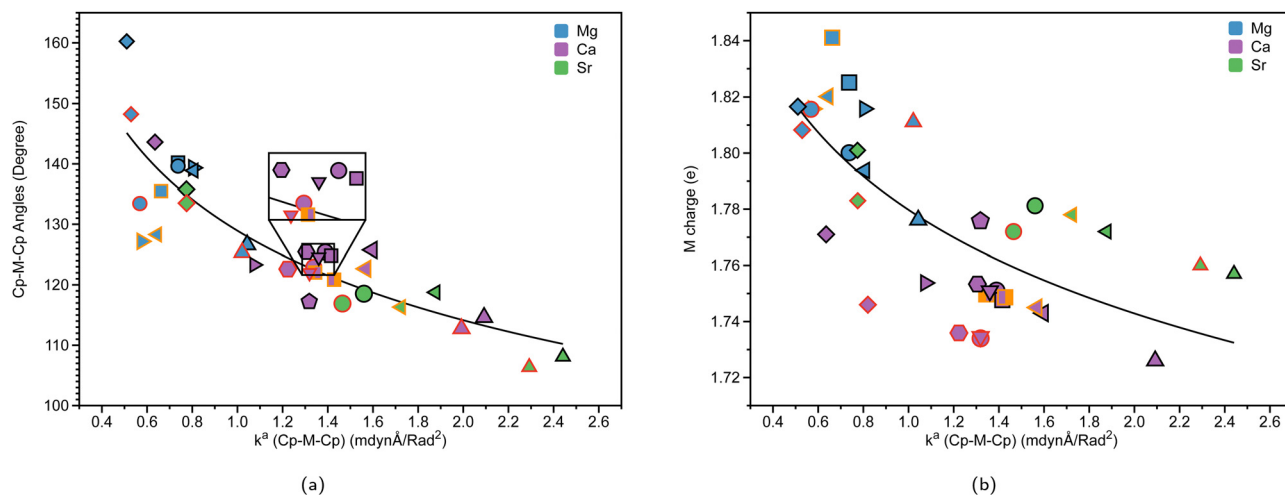 Mg
Ca
Sr
160
150
140
130
120
110
100
Cp-M-Cp Angles (Degree)
0.4 0.6 0.8 1.0 1.2 1.4 1.6 1.8 2.0 2.2 2.4 2.6
kᵃ (Cp-M-Cp) (mdynÅ/Rad²)
(a)
Mg
Ca
Sr
1.84
1.82
1.80
1.78
1.76
1.74
1.72
M charge (e)
0.4 0.6 0.8 1.0 1.2 1.4 1.6 1.8 2.0 2.2 2.4 2.6
kᵃ (Cp-M-Cp) (mdynÅ/Rad²)
(b)